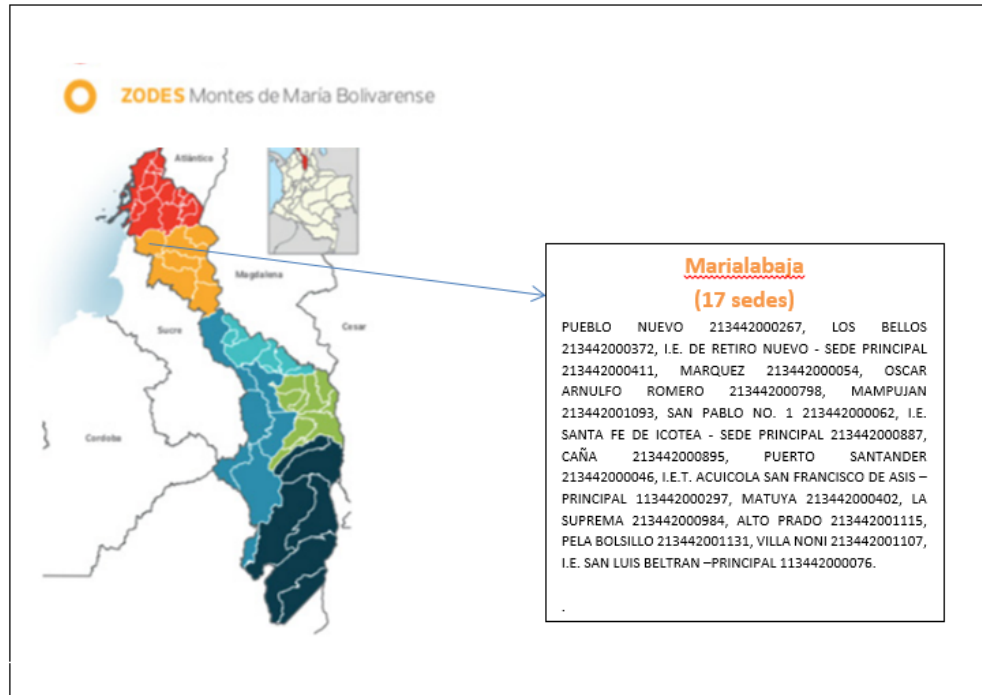 ZODES Montes de María Bolivarense
Atlántico
Magdalena
Cesar
Sucre
Cordoba
Marialabaja
(17 sedes)
PUEBLO NUEVO 213442000267, LOS BELLOS
213442000372, I.E. DE RETIRO NUEVO - SEDE PRINCIPAL
213442000411, MARQUEZ 213442000054, OSCAR
ARNULFO ROMERO 213442000798, MAMPUJAN
213442001093, SAN PABLO NO. 1 213442000062, I.E.
SANTA FE DE ICOTEA - SEDE PRINCIPAL 213442000887,
CAÑA 213442000895, PUERTO SANTANDER
213442000046, I.E.T. ACUICOLA SAN FRANCISCO DE ASIS –
PRINCIPAL 113442000297, MATUYA 213442000402, LA
SUPREMA 213442000984, ALTO PRADO 213442001115,
PELA BOLSILLO 213442001131, VILLA NONI 213442001107,
I.E. SAN LUIS BELTRAN –PRINCIPAL 113442000076.
.